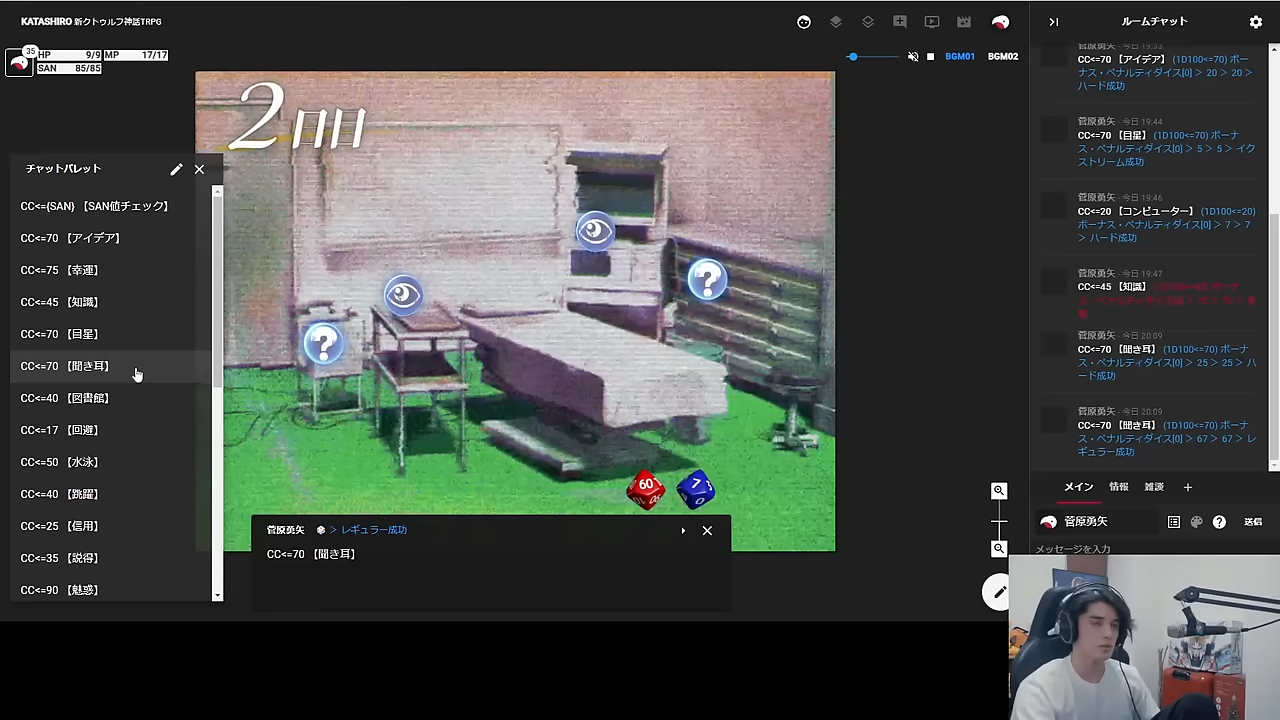 KATASHIRO 新クトゥルフ神話TRPG
ルームチャット
35
HP 9/9 MP 17/17
SAN 85/85
BGM01 BGM02
2日目
チャットパレット
CC<={SAN} 【SAN値チェック】
CC<=70 【アイデア】
CC<=75 【幸運】
CC<=45 【知識】
CC<=70 【目星】
CC<=70 【聞き耳】
CC<=40 【図書館】
CC<=17 【回避】
CC<=50 【水泳】
CC<=40 【跳躍】
CC<=25 【信用】
CC<=35 【説得】
CC<=90 【魅惑】
60 7
菅原勇矢 > レギュラー成功
CC<=70 【聞き耳】
菅原勇矢 - 今日 19:33
CC<=70 【アイデア】 (1D100<=70) ボー
ナス・ペナルティダイス[0] > 20 > 20 >
ハード成功
菅原勇矢 - 今日 19:44
CC<=70 【目星】 (1D100<=70) ボーナ
ス・ペナルティダイス[0] > 5 > 5 > イク
ストリーム成功
菅原勇矢 - 今日 19:46
CC<=20 【コンピューター】 (1D100<=20)
ボーナス・ペナルティダイス[0] > 7 > 7
> ハード成功
菅原勇矢 - 今日 19:47
CC<=45 【知識】
菅原勇矢 - 今日 20:09
CC<=70 【聞き耳】 (1D100<=70) ボーナ
ス・ペナルティダイス[0] > 25 > 25 > ハ
ード成功
菅原勇矢 - 今日 20:09
CC<=70 【聞き耳】 (1D100<=70) ボーナ
ス・ペナルティダイス[0] > 67 > 67 > レ
ギュラー成功
メイン 情報 雑談 +
菅原勇矢 送信
メッセージを入力